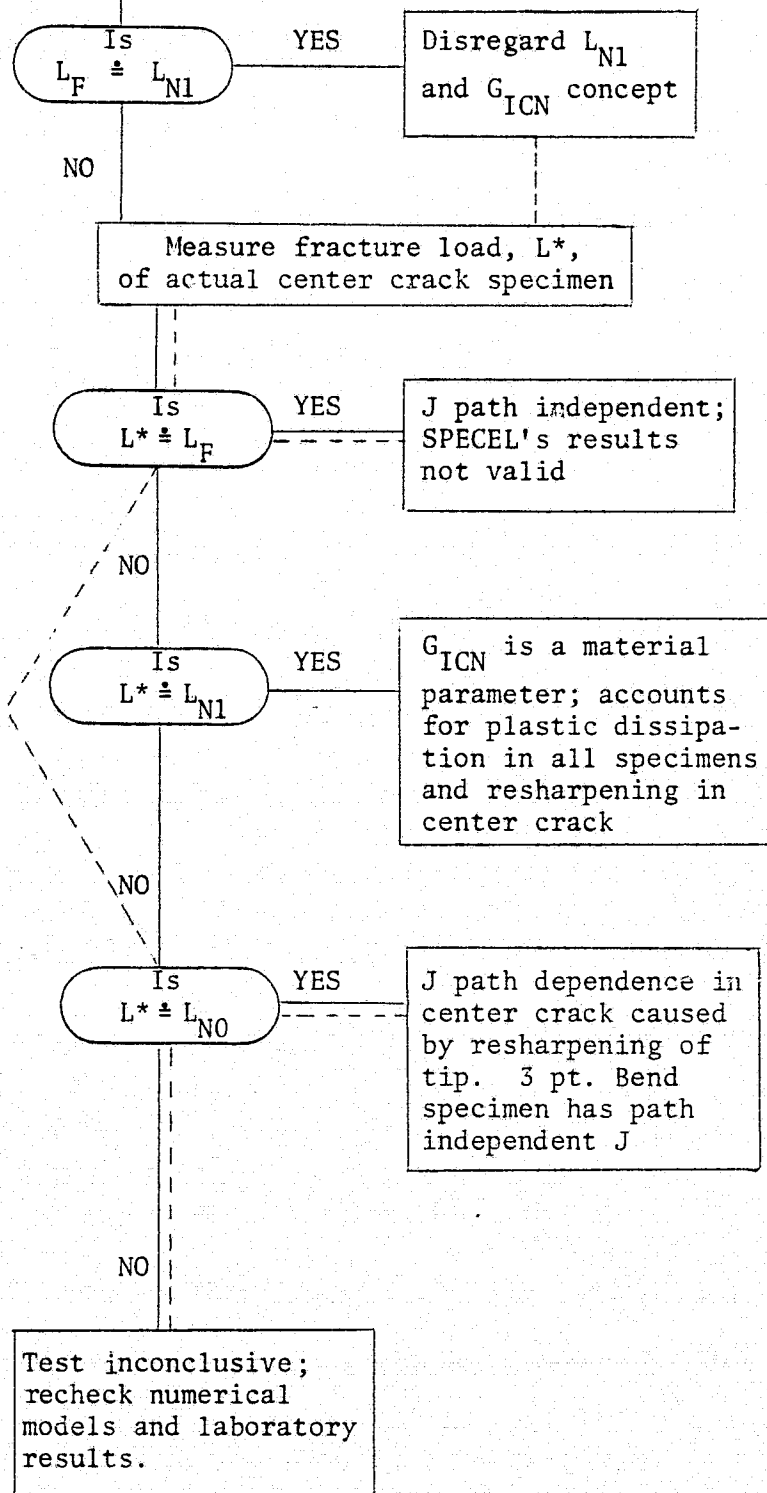 Is
L_F ≐ L_N1
YES
Disregard L_N1
and G_ICN concept
NO
Measure fracture load, L*,
of actual center crack specimen
Is
L* ≐ L_F
YES
J path independent;
SPECEL's results
not valid
NO
Is
L* ≐ L_N1
YES
G_ICN is a material
parameter; accounts
for plastic dissipa-
tion in all specimens
and resharpening in
center crack
NO
Is
L* ≐ L_NO
YES
J path dependence in
center crack caused
by resharpening of
tip. 3 pt. Bend
specimen has path
independent J
NO
Test inconclusive;
recheck numerical
models and laboratory
results.